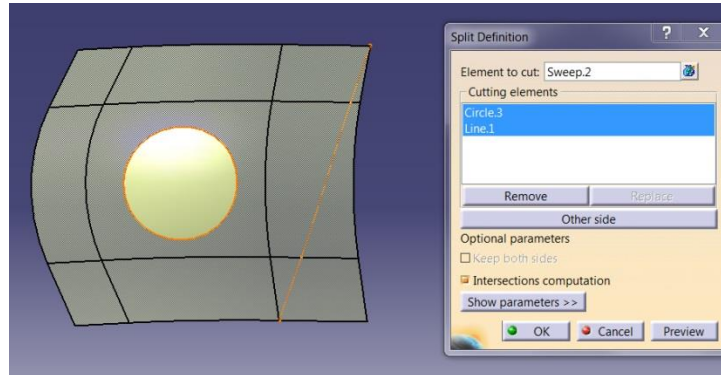 Split Definition
? X
Element to cut: Sweep.2
Cutting elements
Circle.3
Line.1
Remove Replace
Other side
Optional parameters
Keep both sides
Intersections computation
Show parameters >>
OK Cancel Preview